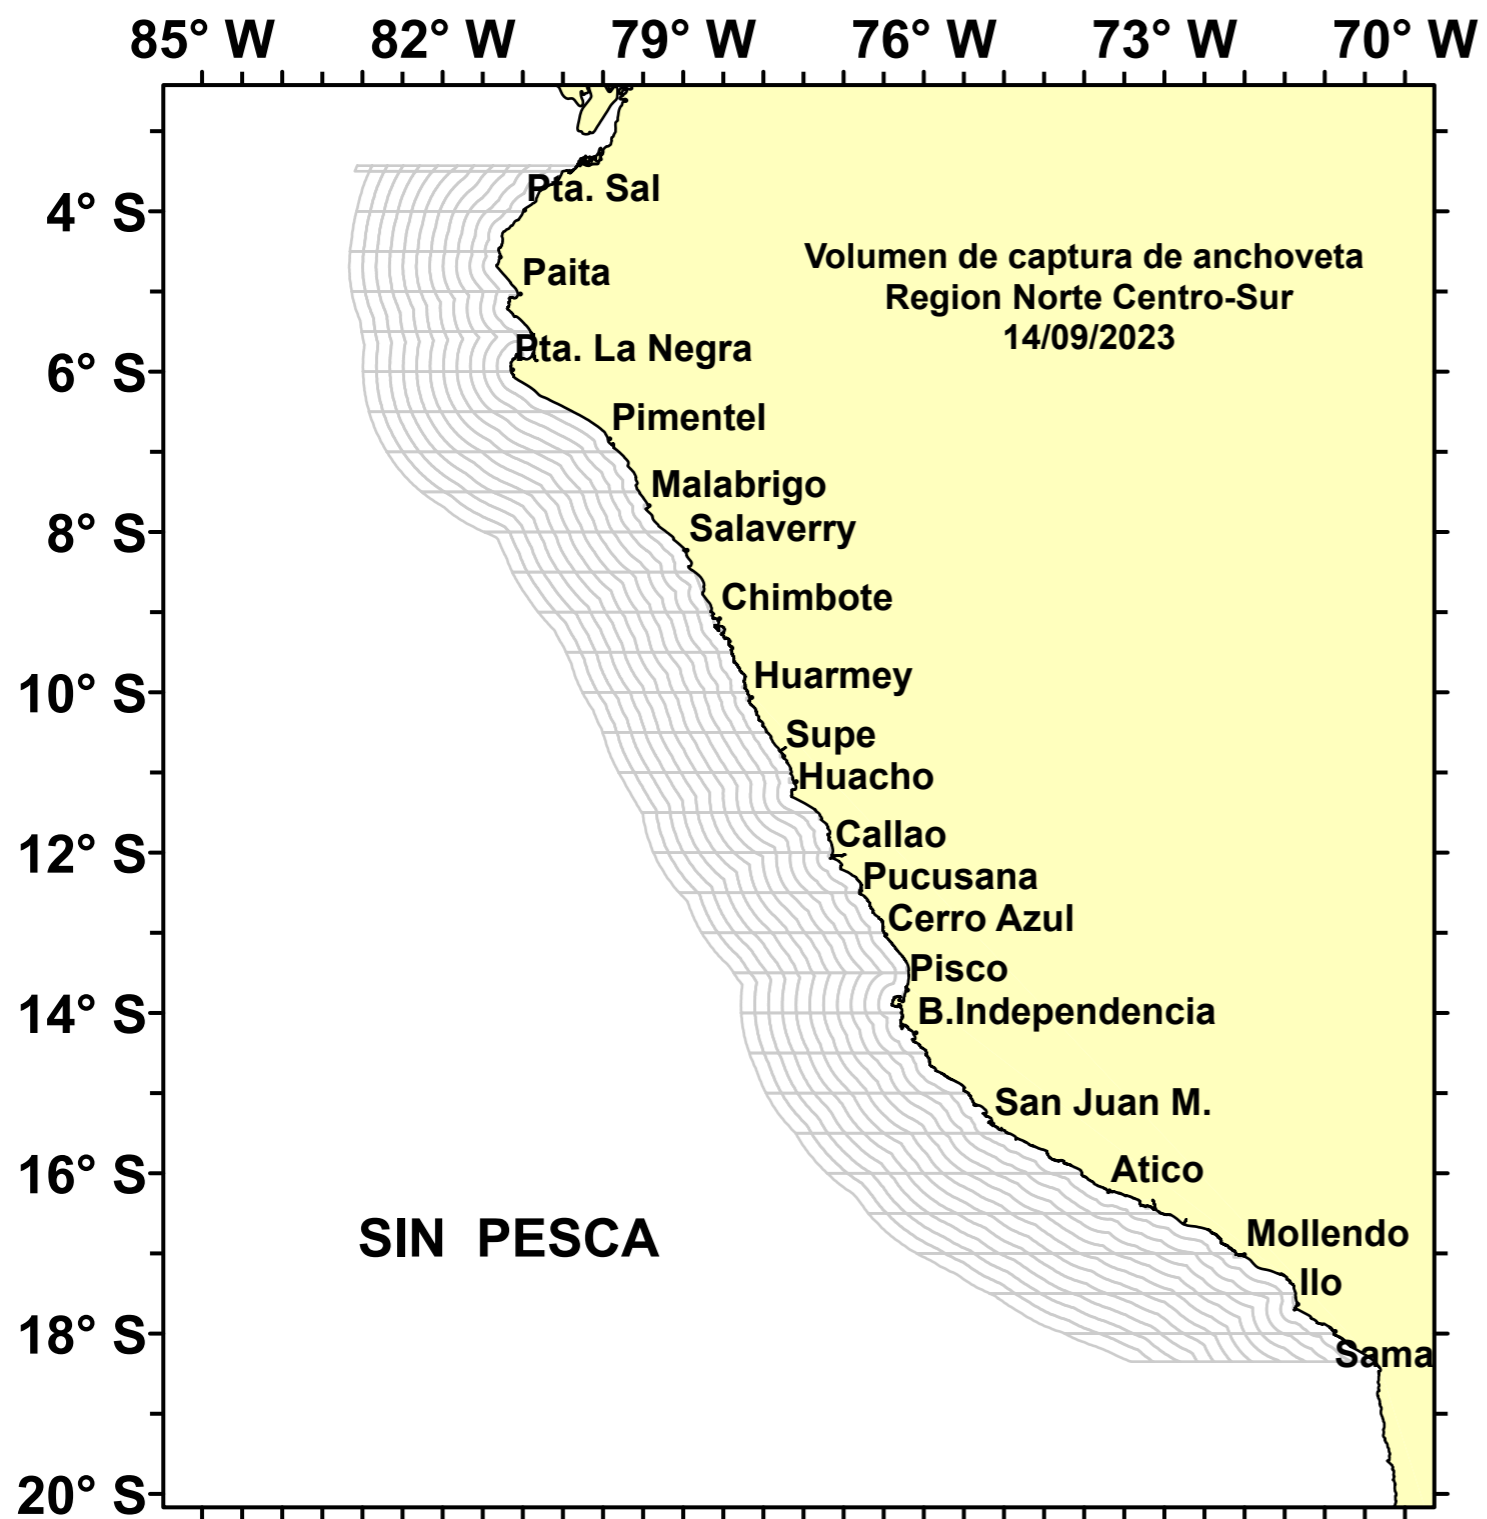 85° W 82° W 79° W 76° W 73° W 70° W
4° S
6° S
8° S
10° S
12° S
14° S
16° S
18° S
20° S
Volumen de captura de anchoveta
Region Norte Centro-Sur
14/09/2023
Pta. Sal
Paita
Pta. La Negra
Pimentel
Malabrigo
Salaverry
Chimbote
Huarmey
Supe
Huacho
Callao
Pucusana
Cerro Azul
Pisco
B.Independencia
San Juan M.
Atico
Mollendo
Ilo
Sama
SIN PESCA